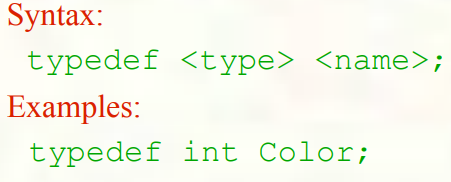 Syntax:
typedef <type> <name>;
Examples:
typedef int Color;